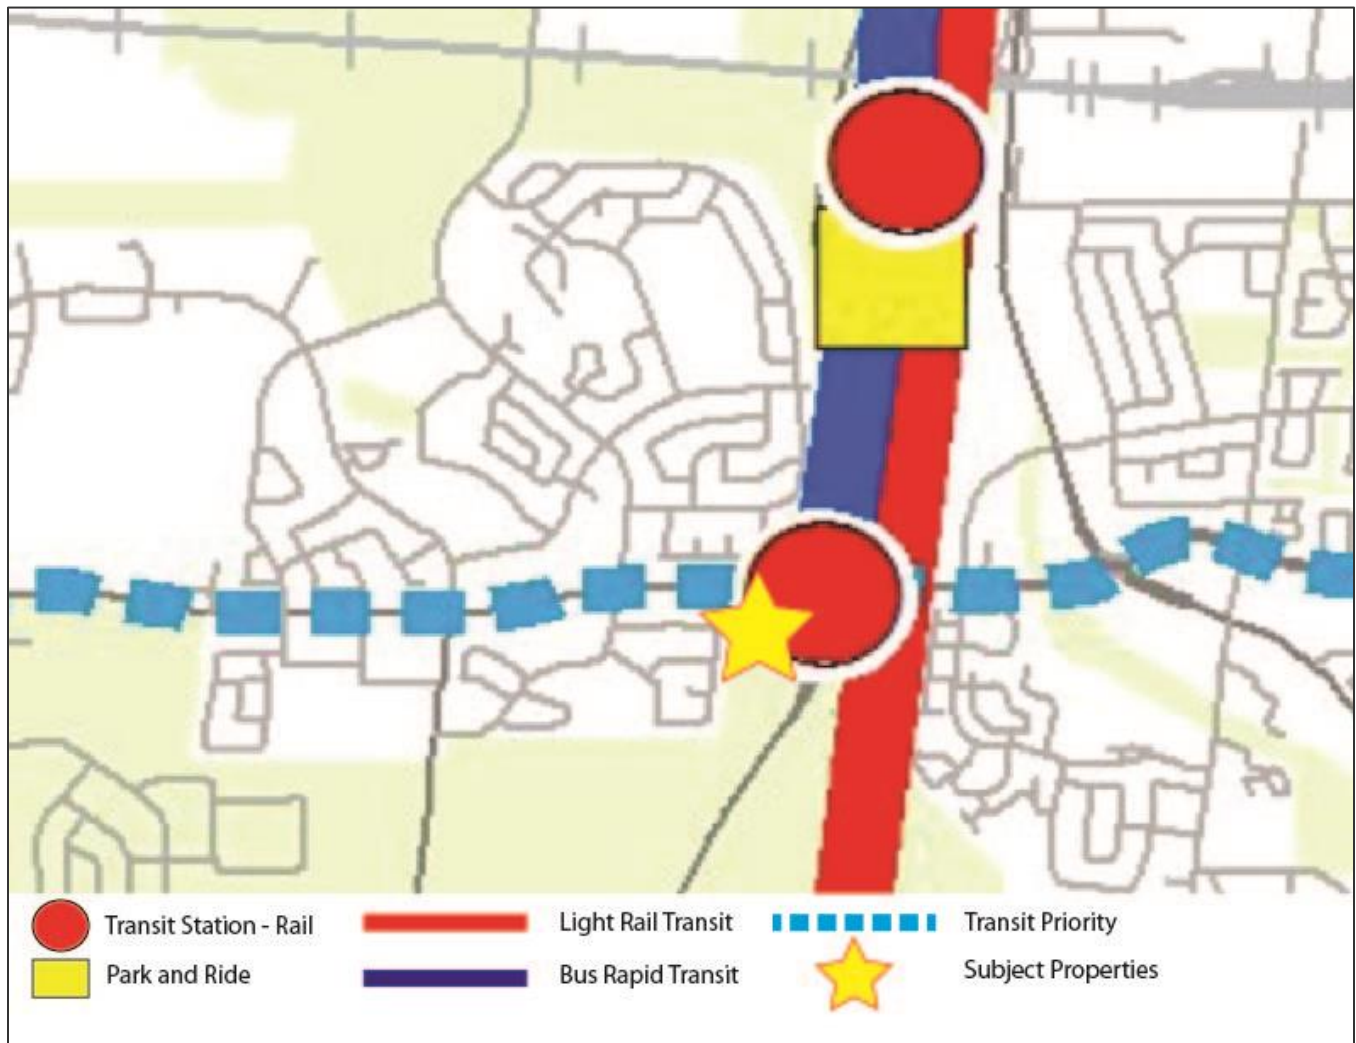 Transit Station - Rail
Light Rail Transit
Transit Priority
Park and Ride
Bus Rapid Transit
Subject Properties